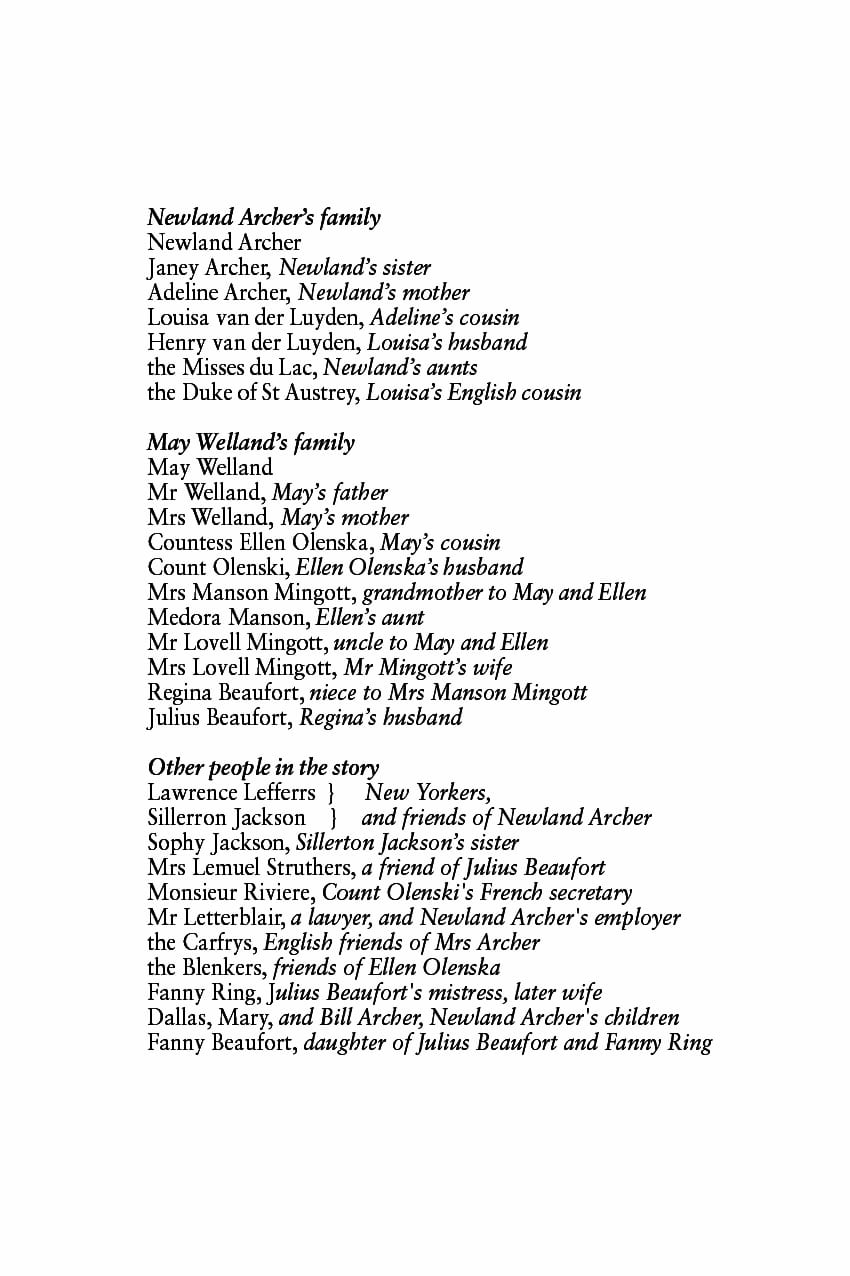 Newland Archer’s family
Newland Archer
Janey Archer, Newland’s sister
Adeline Archer, Newland’s mother
Louisa van der Luyden, Adeline’s cousin
Henry van der Luyden, Louisa’s husband
the Misses du Lac, Newland’s aunts
the Duke of St Austrey, Louisa’s English cousin
May Welland’s family
May Welland
Mr Welland, May’s father
Mrs Welland, May’s mother
Countess Ellen Olenska, May’s cousin
Count Olenski, Ellen Olenska’s husband
Mrs Manson Mingott, grandmother to May and Ellen
Medora Manson, Ellen’s aunt
Mr Lovell Mingott, uncle to May and Ellen
Mrs Lovell Mingott, Mr Mingott’s wife
Regina Beaufort, niece to Mrs Manson Mingott
Julius Beaufort, Regina’s husband
Other people in the story
Lawrence Lefferrs } New Yorkers,
Sillerron Jackson } and friends of Newland Archer
Sophy Jackson, Sillerton Jackson’s sister
Mrs Lemuel Struthers, a friend of Julius Beaufort
Monsieur Riviere, Count Olenski's French secretary
Mr Letterblair, a lawyer, and Newland Archer's employer
the Carfrys, English friends of Mrs Archer
the Blenkers, friends of Ellen Olenska
Fanny Ring, Julius Beaufort's mistress, later wife
Dallas, Mary, and Bill Archer, Newland Archer's children
Fanny Beaufort, daughter of Julius Beaufort and Fanny Ring